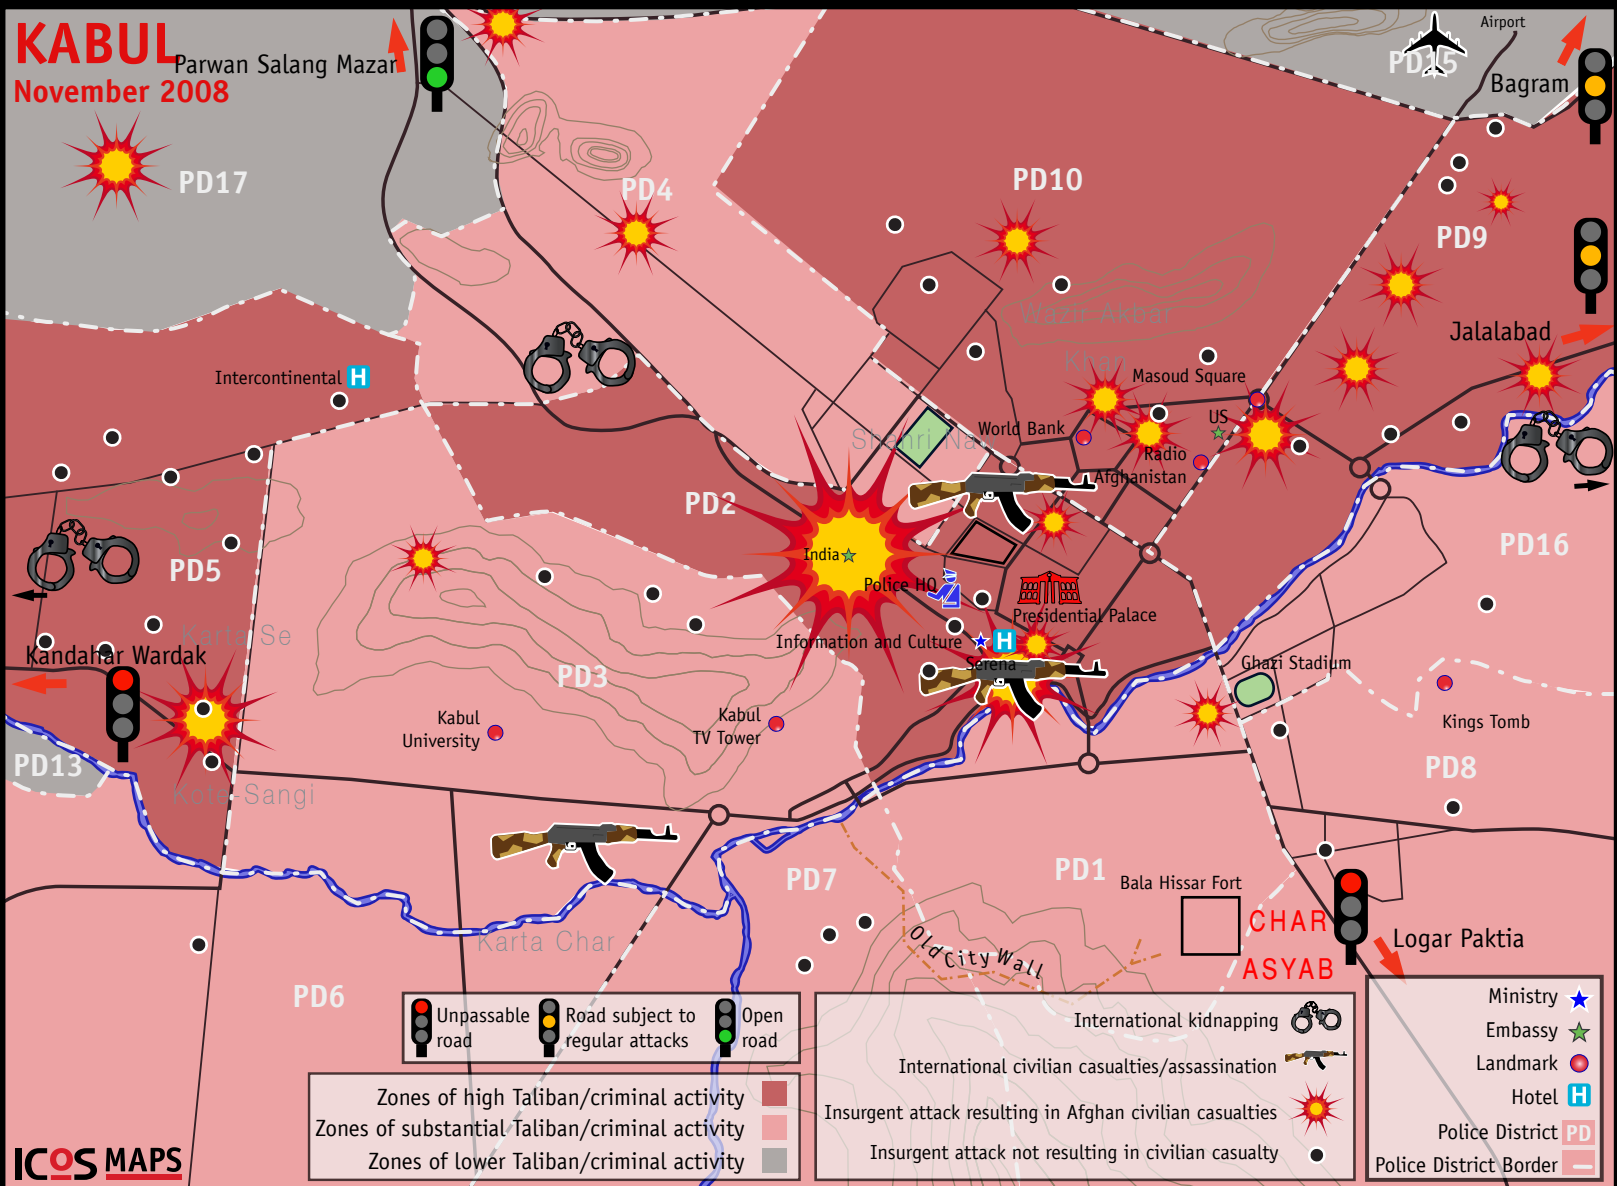 KABUL
November 2008
Parwan Salang Mazar
Airport
PD15
Bagram
PD17
PD4
PD10
PD9
Wazir Akbar
Khan
Jalalabad
Intercontinental H
Masoud Square
US
World Bank
Radio
Afghanistan
PD2
PD5
India
Police HQ
Presidential Palace
PD16
Karta Se
Information and Culture
H
Serena
Kandahar Wardak
PD3
Ghazi Stadium
Kabul
University
Kabul
TV Tower
Kings Tomb
PD13
Kote-Sangi
PD8
PD7
PD1
Bala Hissar Fort
CHAR
ASYAB
Logar Paktia
Karta Char
Old City Wall
PD6
Unpassable
road
Road subject to
regular attacks
Open
road
Zones of high Taliban/criminal activity
Zones of substantial Taliban/criminal activity
Zones of lower Taliban/criminal activity
International kidnapping
International civilian casualties/assassination
Insurgent attack resulting in Afghan civilian casualties
Insurgent attack not resulting in civilian casualty
Ministry
Embassy
Landmark
Hotel H
Police District PD
Police District Border
ICOS MAPS